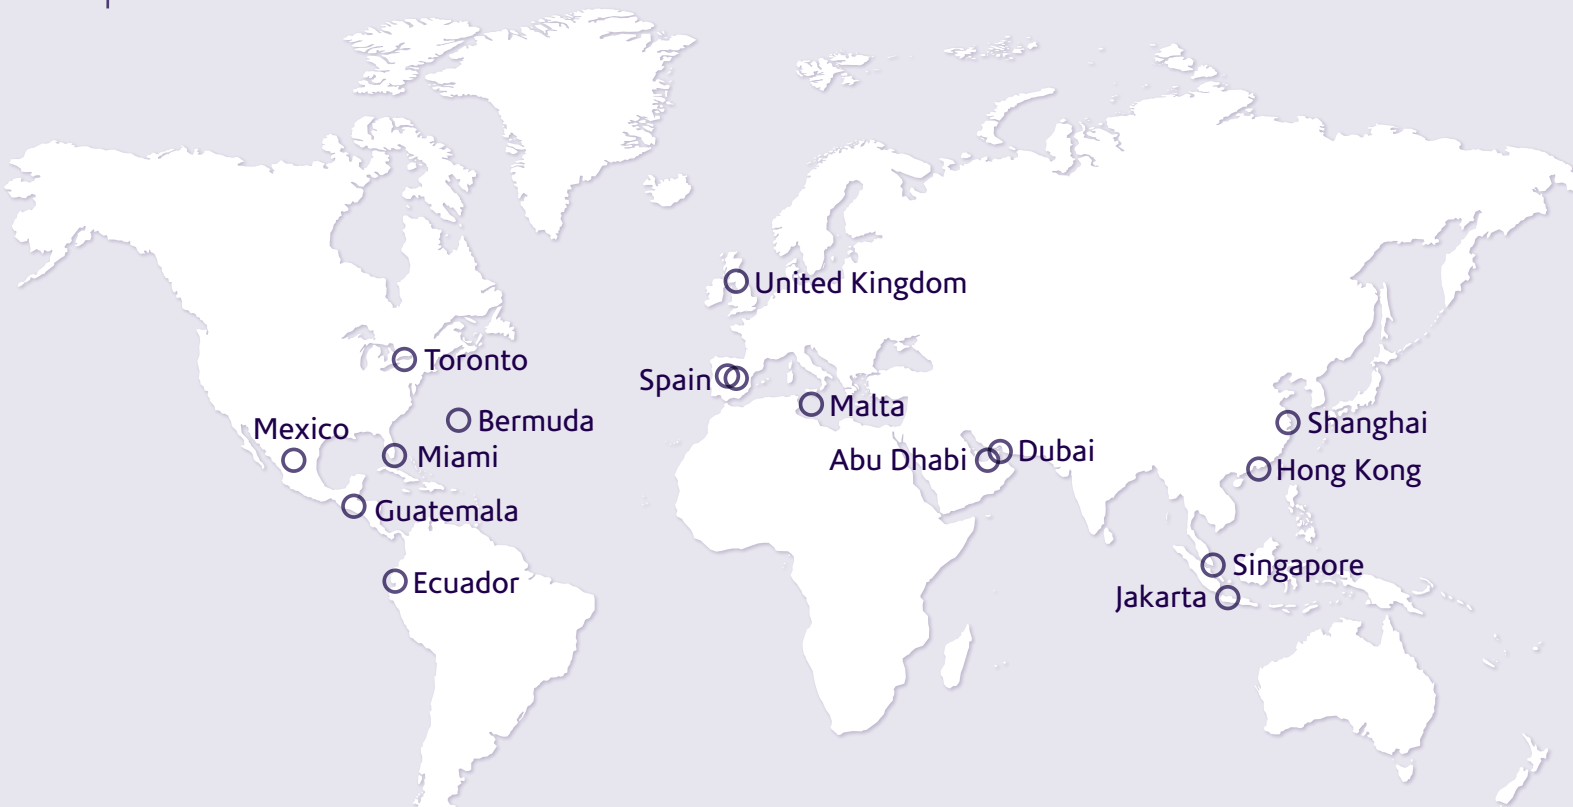 United Kingdom
Toronto
Spain
Malta
Bermuda
Mexico
Miami
Shanghai
Abu Dhabi
Dubai
Hong Kong
Guatemala
Ecuador
Singapore
Jakarta